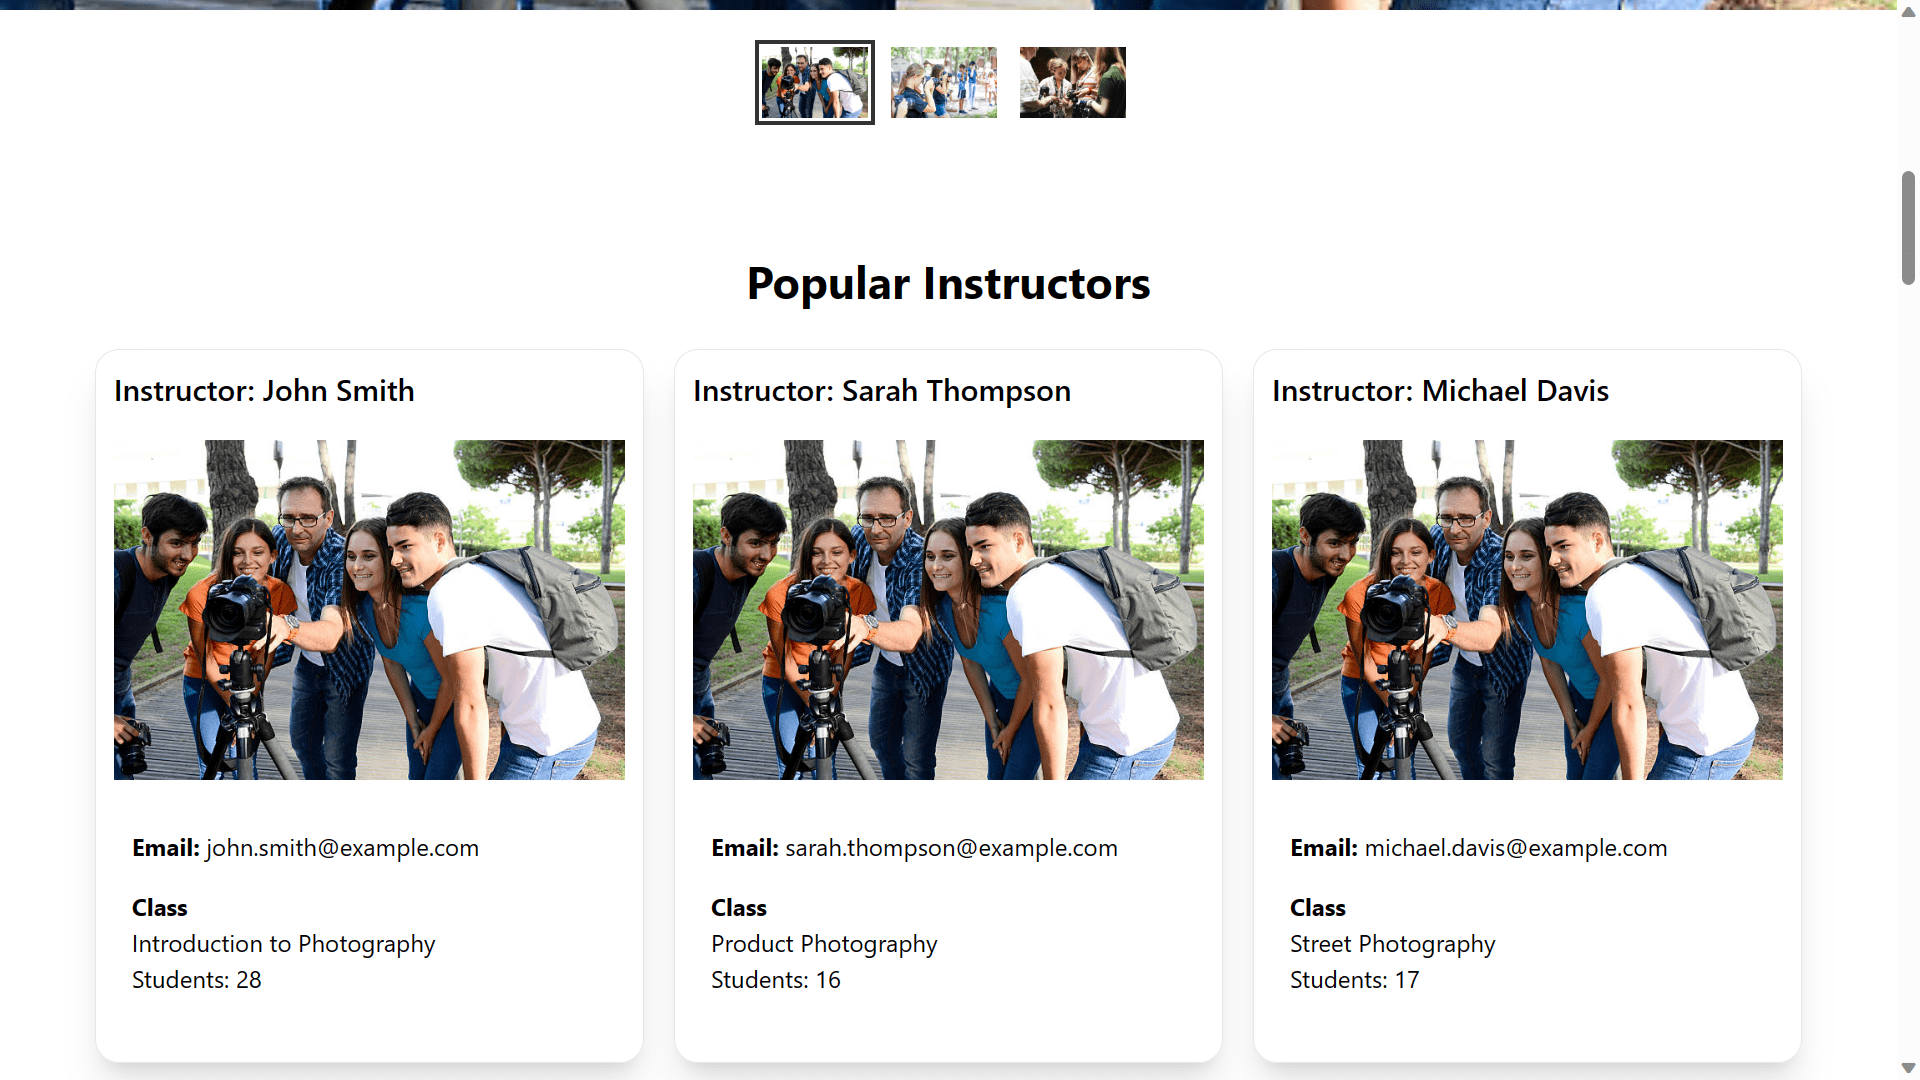 Popular Instructors
Instructor: John Smith
Email: john.smith@example.com
Class
Introduction to Photography
Students: 28
Instructor: Sarah Thompson
Email: sarah.thompson@example.com
Class
Product Photography
Students: 16
Instructor: Michael Davis
Email: michael.davis@example.com
Class
Street Photography
Students: 17